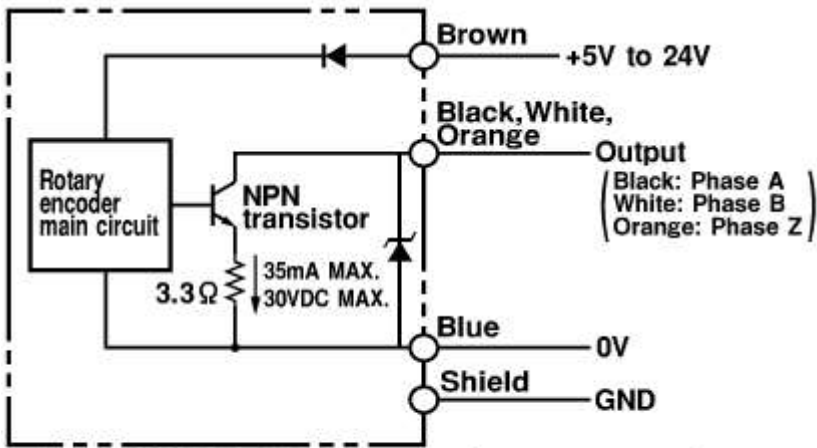 Brown
+5V to 24V
Black,White,
Orange
Output
(Black: Phase A
White: Phase B
Orange: Phase Z)
Rotary
encoder
main circuit
NPN
transistor
3.3Ω
35mA MAX.
30VDC MAX.
Blue
0V
Shield
GND